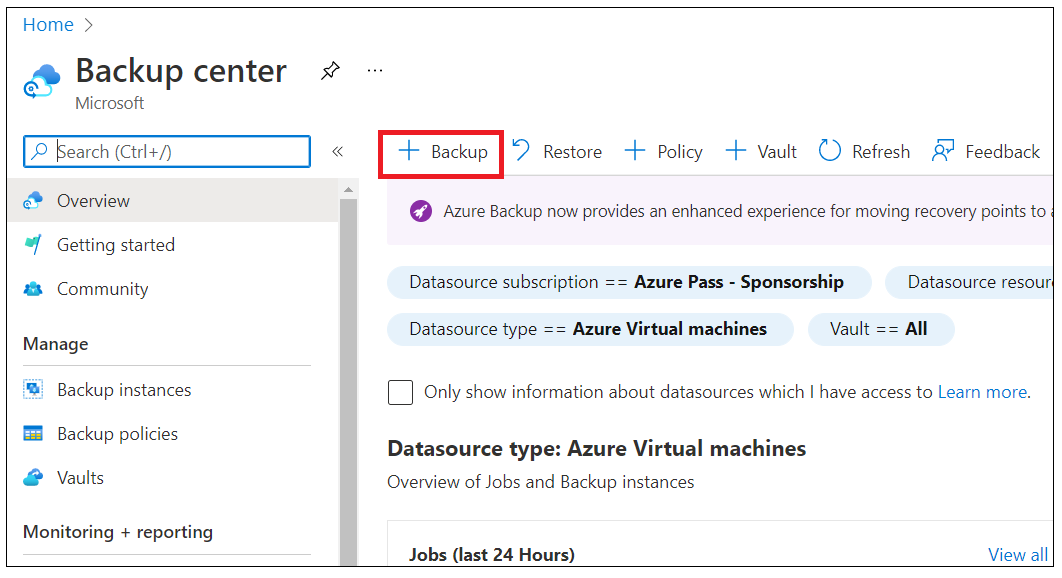 Home
Backup center
Microsoft
Search (Ctrl+/)
Overview
Getting started
Community
Manage
Backup instances
Backup policies
Vaults
Monitoring + reporting
Backup Restore Policy Vault Refresh Feedback
Azure Backup now provides an enhanced experience for moving recovery points to
Datasource subscription == Azure Pass - Sponsorship Datasource
Datasource type == Azure Virtual machines Vault == All
Only show information about datasources which I have access to Learn more.
Datasource type: Azure Virtual machines
Overview of Jobs and Backup instances
Jobs (last 24 Hours) View all